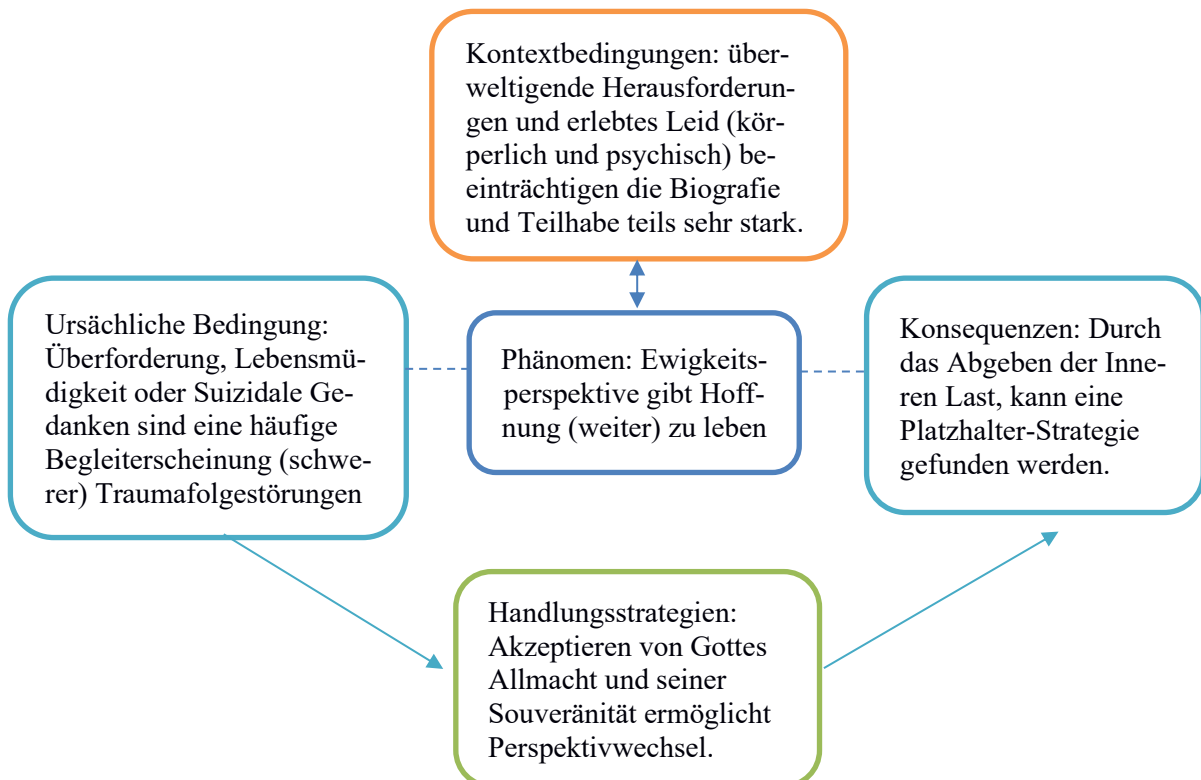 Kontextbedingungen: über-
weltigende Herausforderun-
gen und erlebtes Leid (kör-
perlich und psychisch) be-
einträchtigen die Biografie
und Teilhabe teils sehr stark.
Ursächliche Bedingung:
Überforderung, Lebensmü-
digkeit oder Suizidale Ge-
danken sind eine häufige
Begleiterscheinung (schwe-
rer) Traumafolgestörungen
Phänomen: Ewigkeits-
perspektive gibt Hoff-
nung (weiter) zu leben
Konsequenzen: Durch
das Abgeben der Inne-
ren Last, kann eine
Platzhalter-Strategie
gefunden werden.
Handlungsstrategien:
Akzeptieren von Gottes
Allmacht und seiner
Souveränität ermöglicht
Perspektivwechsel.